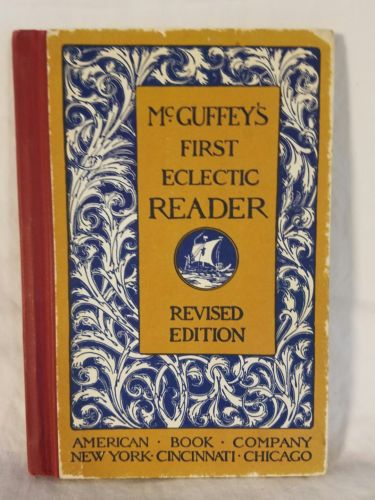 McGUFFEY'S
FIRST
ECLECTIC
READER
REVISED
EDITION
AMERICAN · BOOK · COMPANY
NEW YORK · CINCINNATI · CHICAGO